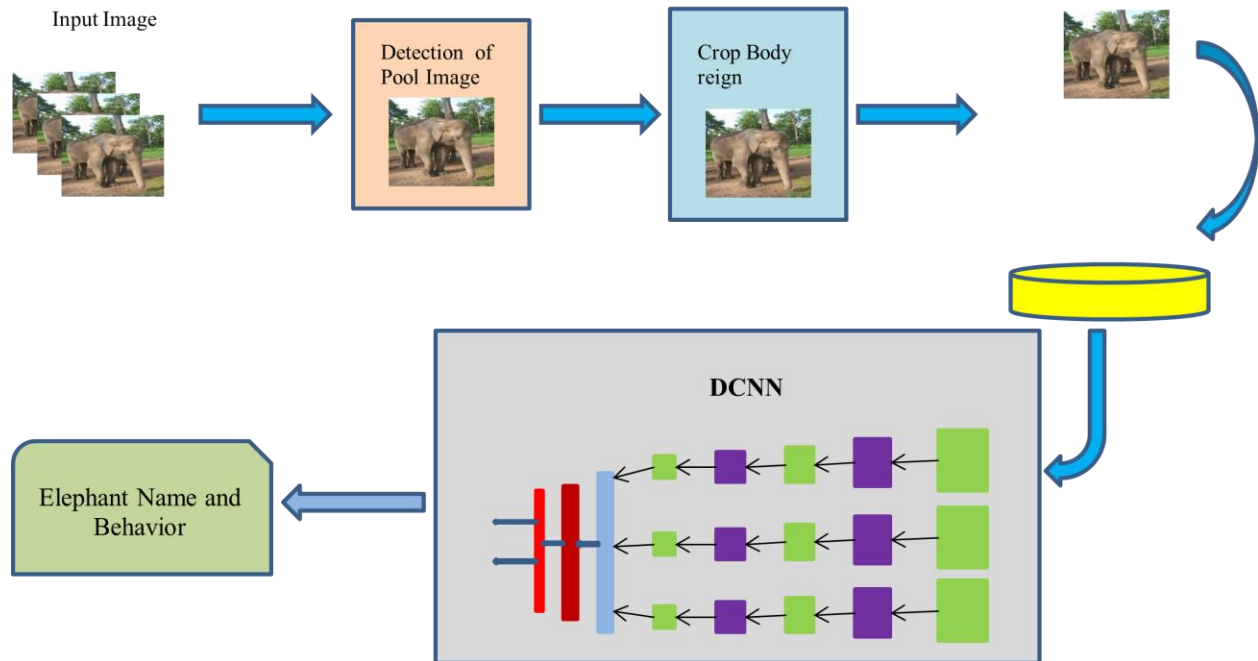 Input Image
Detection of
Pool Image
Crop Body
reign
DCNN
Elephant Name and
Behavior